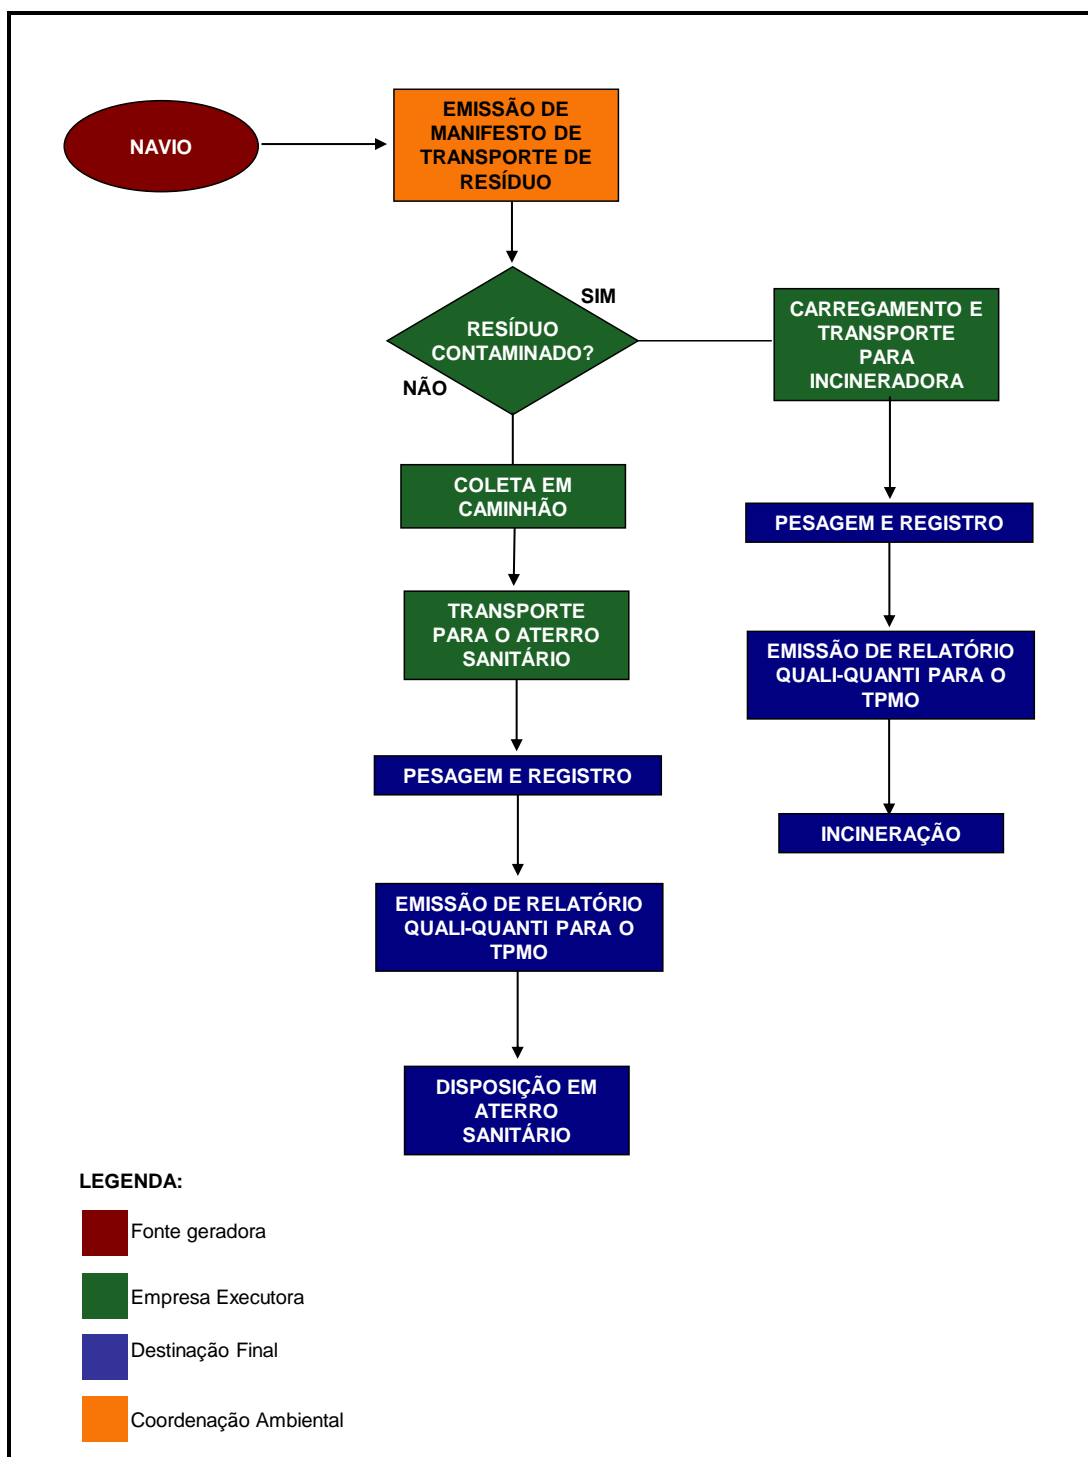 NAVIO
EMISSÃO DE
MANIFESTO DE
TRANSPORTE DE
RESÍDUO
SIM
RESÍDUO
CONTAMINADO?
NÃO
CARREGAMENTO E
TRANSPORTE
PARA
INCINERADORA
COLETA EM
CAMINHÃO
PESAGEM E REGISTRO
TRANSPORTE
PARA O ATERRO
SANITÁRIO
EMISSÃO DE RELATÓRIO
QUALI-QUANTI PARA O
TPMO
PESAGEM E REGISTRO
INCINERAÇÃO
EMISSÃO DE RELATÓRIO
QUALI-QUANTI PARA O
TPMO
DISPOSIÇÃO EM
ATERRO
SANITÁRIO
LEGENDA:
Fonte geradora
Empresa Executora
Destinação Final
Coordenação Ambiental